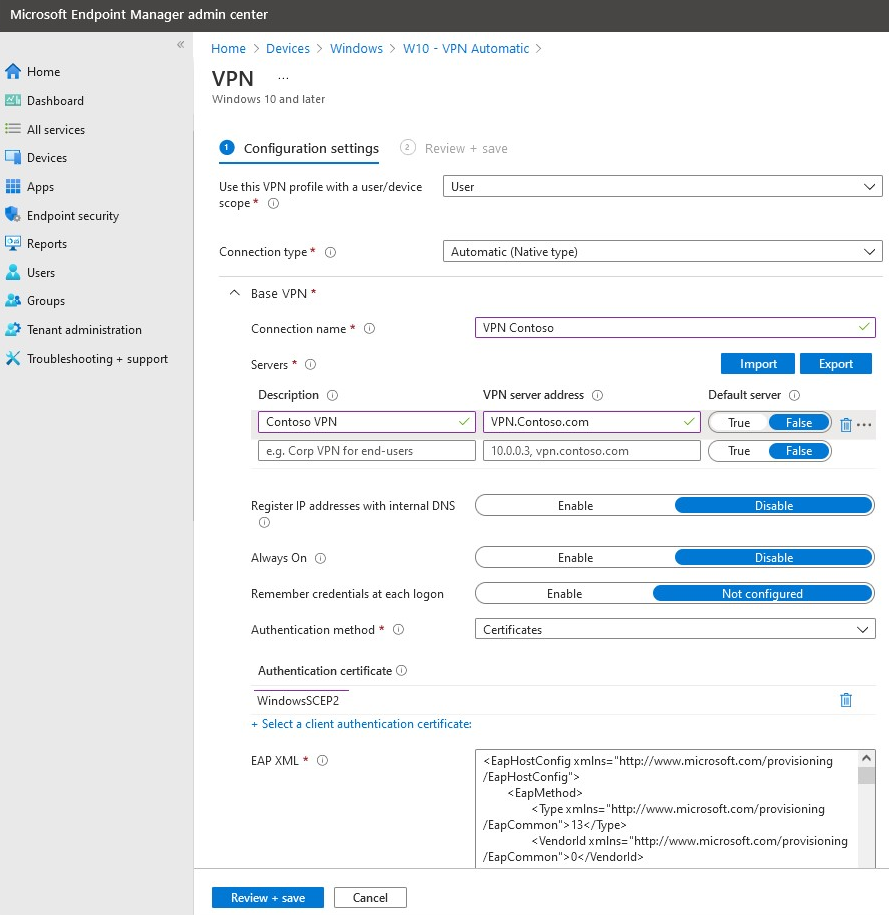 Microsoft Endpoint Manager admin center
«
Home
Dashboard
All services
Devices
Apps
Endpoint security
Reports
Users
Groups
Tenant administration
Troubleshooting + support
Home > Devices > Windows > W10 - VPN Automatic >
VPN ...
Windows 10 and later
1 Configuration settings 2 Review + save
Use this VPN profile with a user/device
scope *
User
Connection type * Automatic (Native type)
Base VPN *
Connection name * VPN Contoso
Servers * Import Export
Description VPN server address Default server
Contoso VPN VPN.Contoso.com True False ...
e.g. Corp VPN for end-users 10.0.0.3, vpn.contoso.com True False
Register IP addresses with internal DNS Enable Disable
Always On Enable Disable
Remember credentials at each logon Enable Not configured
Authentication method * Certificates
Authentication certificate
WindowsSCEP2
+ Select a client authentication certificate:
EAP XML *
<EapHostConfig xmlns="http://www.microsoft.com/provisioning
/EapHostConfig">
<EapMethod>
<Type xmlns="http://www.microsoft.com/provisioning
/EapCommon">13</Type>
<VendorId xmlns="http://www.microsoft.com/provisioning
/EapCommon">0</VendorId>
Review + save Cancel